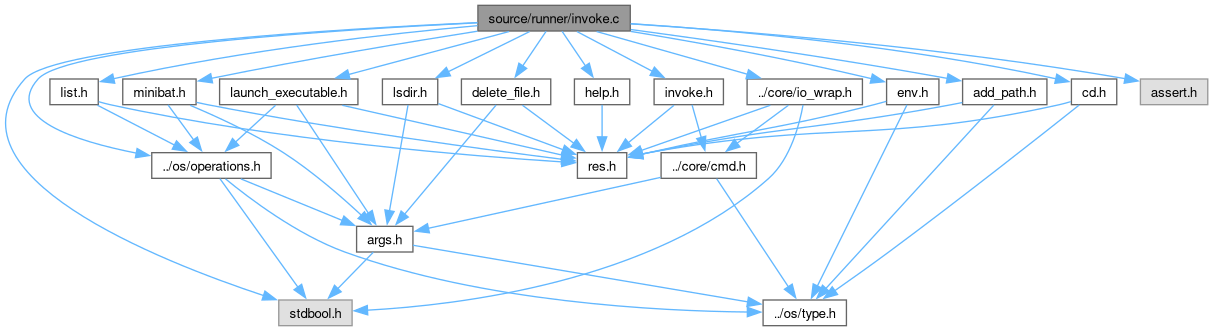 source/runner/invoke.c
list.h
minibat.h
launch_executable.h
lsdir.h
delete_file.h
help.h
invoke.h
../core/io_wrap.h
env.h
add_path.h
cd.h
assert.h
../os/operations.h
res.h
../core/cmd.h
args.h
stdbool.h
../os/type.h